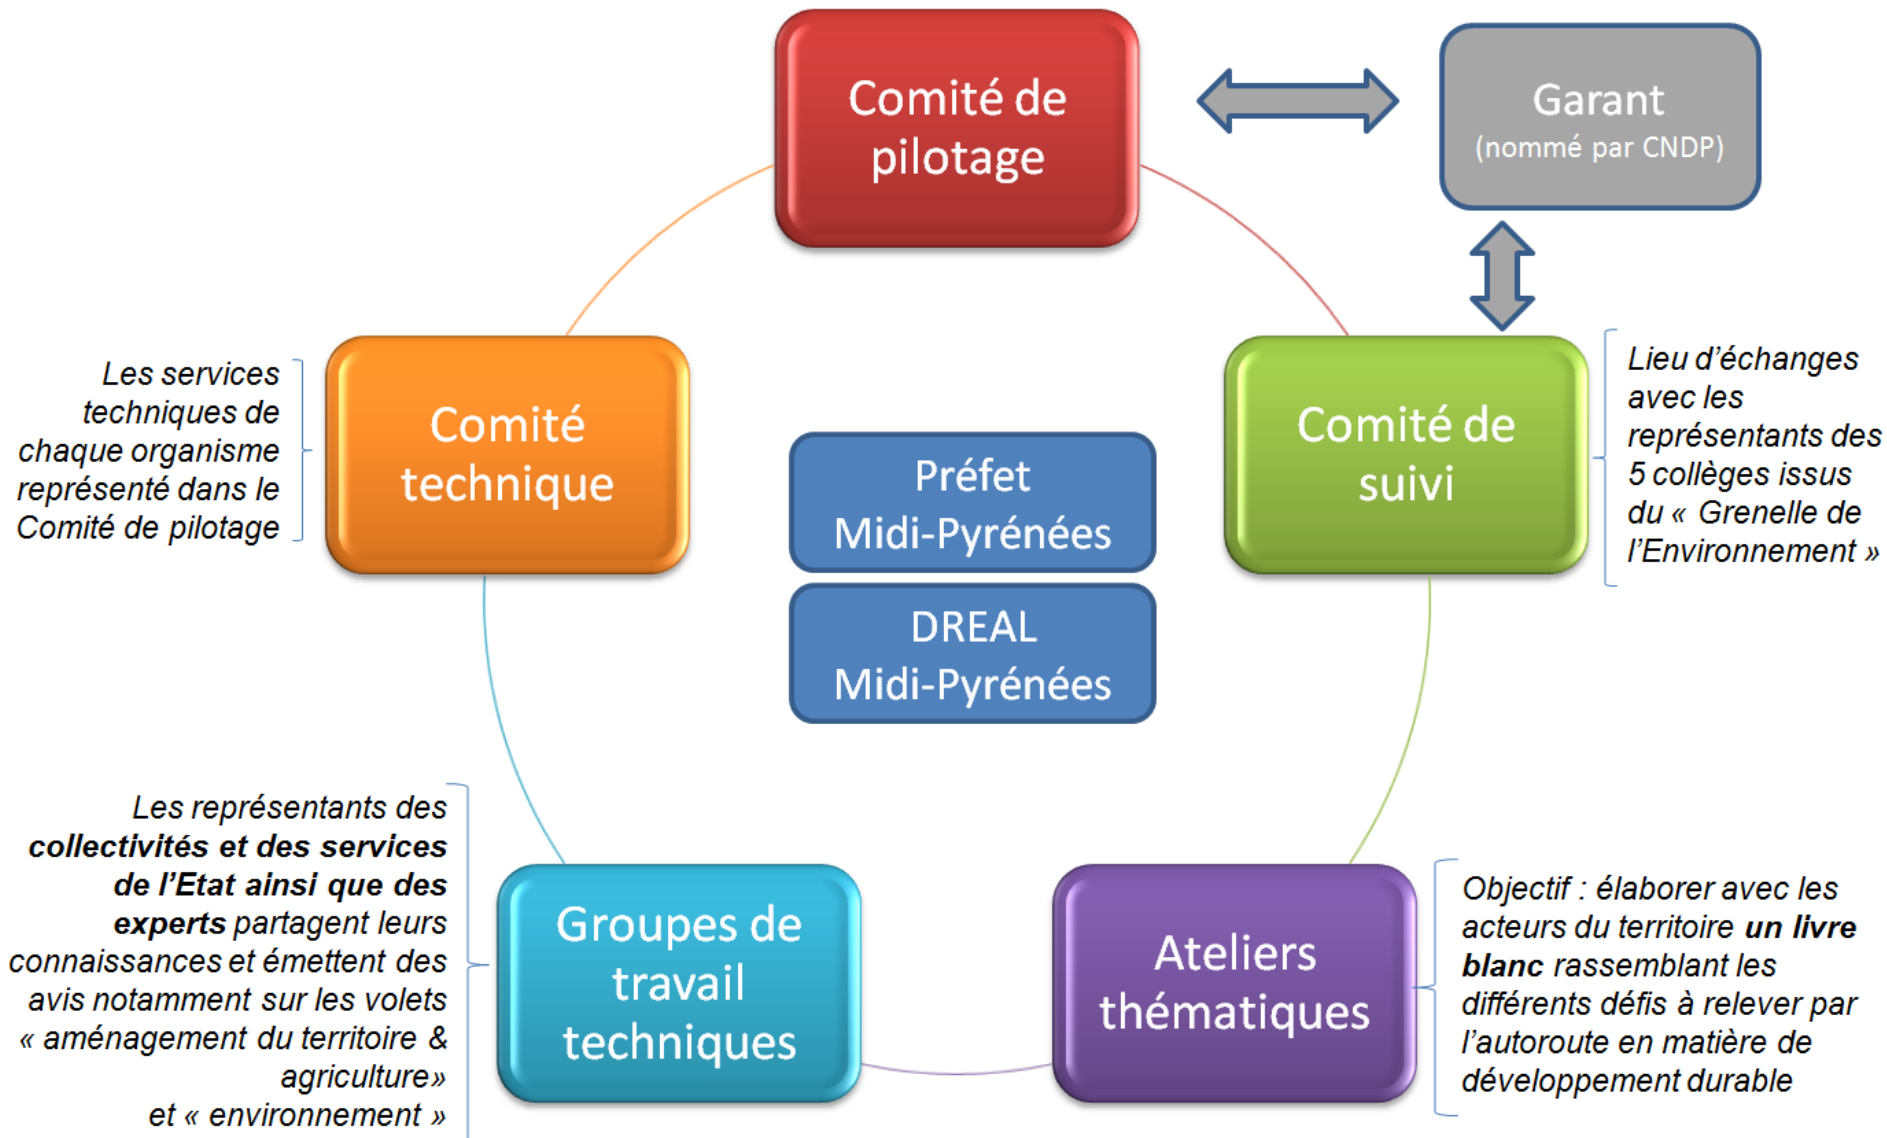 Comité de
pilotage
Garant
(nommé par CNDP)
Les services
techniques de
chaque organisme
représenté dans le
Comité de pilotage
Comité
technique
Préfet
Midi-Pyrénées
DREAL
Midi-Pyrénées
Comité de
suivi
Lieu d’échanges
avec les
représentants des
5 collèges issus
du « Grenelle de
l’Environnement »
Les représentants des
collectivités et des services
de l’Etat ainsi que des
experts partagent leurs
connaissances et émettent des
avis notamment sur les volets
« aménagement du territoire &
agriculture»
et « environnement »
Groupes de
travail
techniques
Ateliers
thématiques
Objectif : élaborer avec les
acteurs du territoire un livre
blanc rassemblant les
différents défis à relever par
l’autoroute en matière de
développement durable